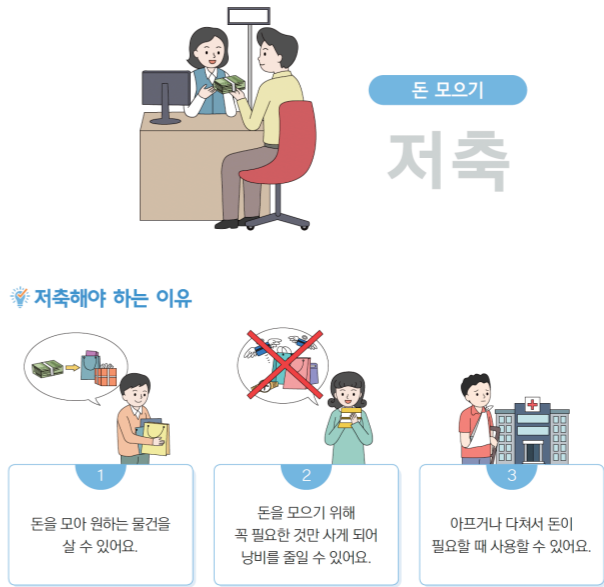 돈 모으기
저축
저축해야 하는 이유
1
돈을 모아 원하는 물건을
살 수 있어요.
2
돈을 모으기 위해
꼭 필요한 것만 사게 되어
낭비를 줄일 수 있어요.
3
아프거나 다쳐서 돈이
필요할 때 사용할 수 있어요.